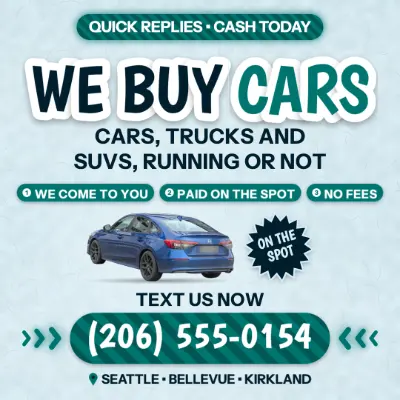 QUICK REPLIES • CASH TODAY
WE BUY CARS
CARS, TRUCKS AND
SUVS, RUNNING OR NOT
1 WE COME TO YOU 2 PAID ON THE SPOT 3 NO FEES
ON THE
SPOT
TEXT US NOW
(206) 555-0154
SEATTLE • BELLEVUE • KIRKLAND